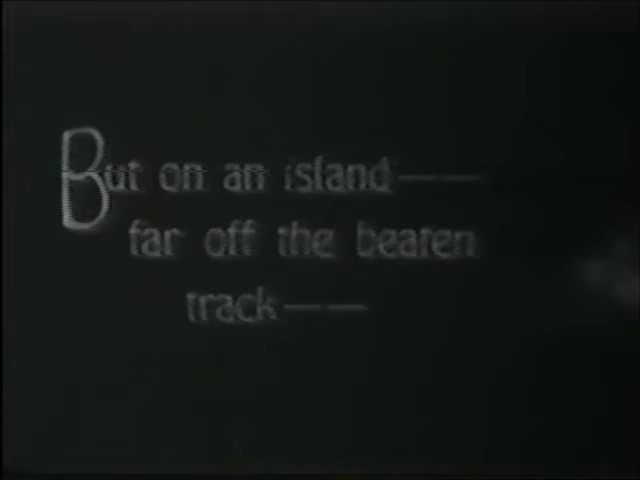 But on an island — —
far off the beaten
track — —